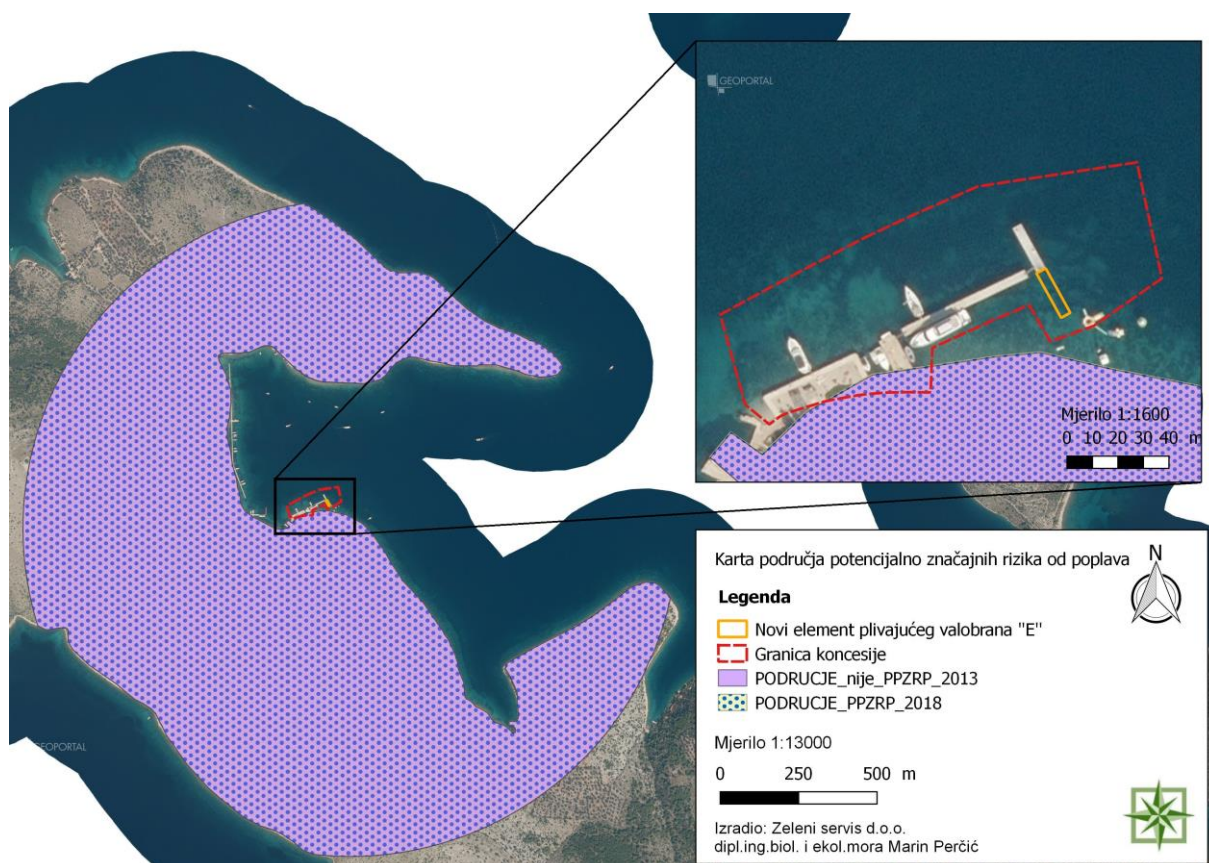 GEOPORTAL
Mjerilo 1:1600
0 10 20 30 40 m
Karta područja potencijalno značajnih rizika od poplava
N
Legenda
Novi element plivajućeg valobrana "E"
Granica koncesije
PODRUCJE_nije_PPZRP_2013
PODRUCJE_PPZRP_2018
Mjerilo 1:13000
0 250 500 m
Izradio: Zeleni servis d.o.o.
dipl.ing.biol. i ekol.mora Marin Perčić
GEOPORTAL